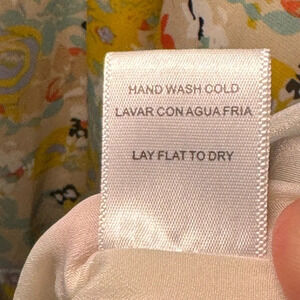 HAND WASH COLD
LAVAR CON AGUA FRIA
LAY FLAT TO DRY